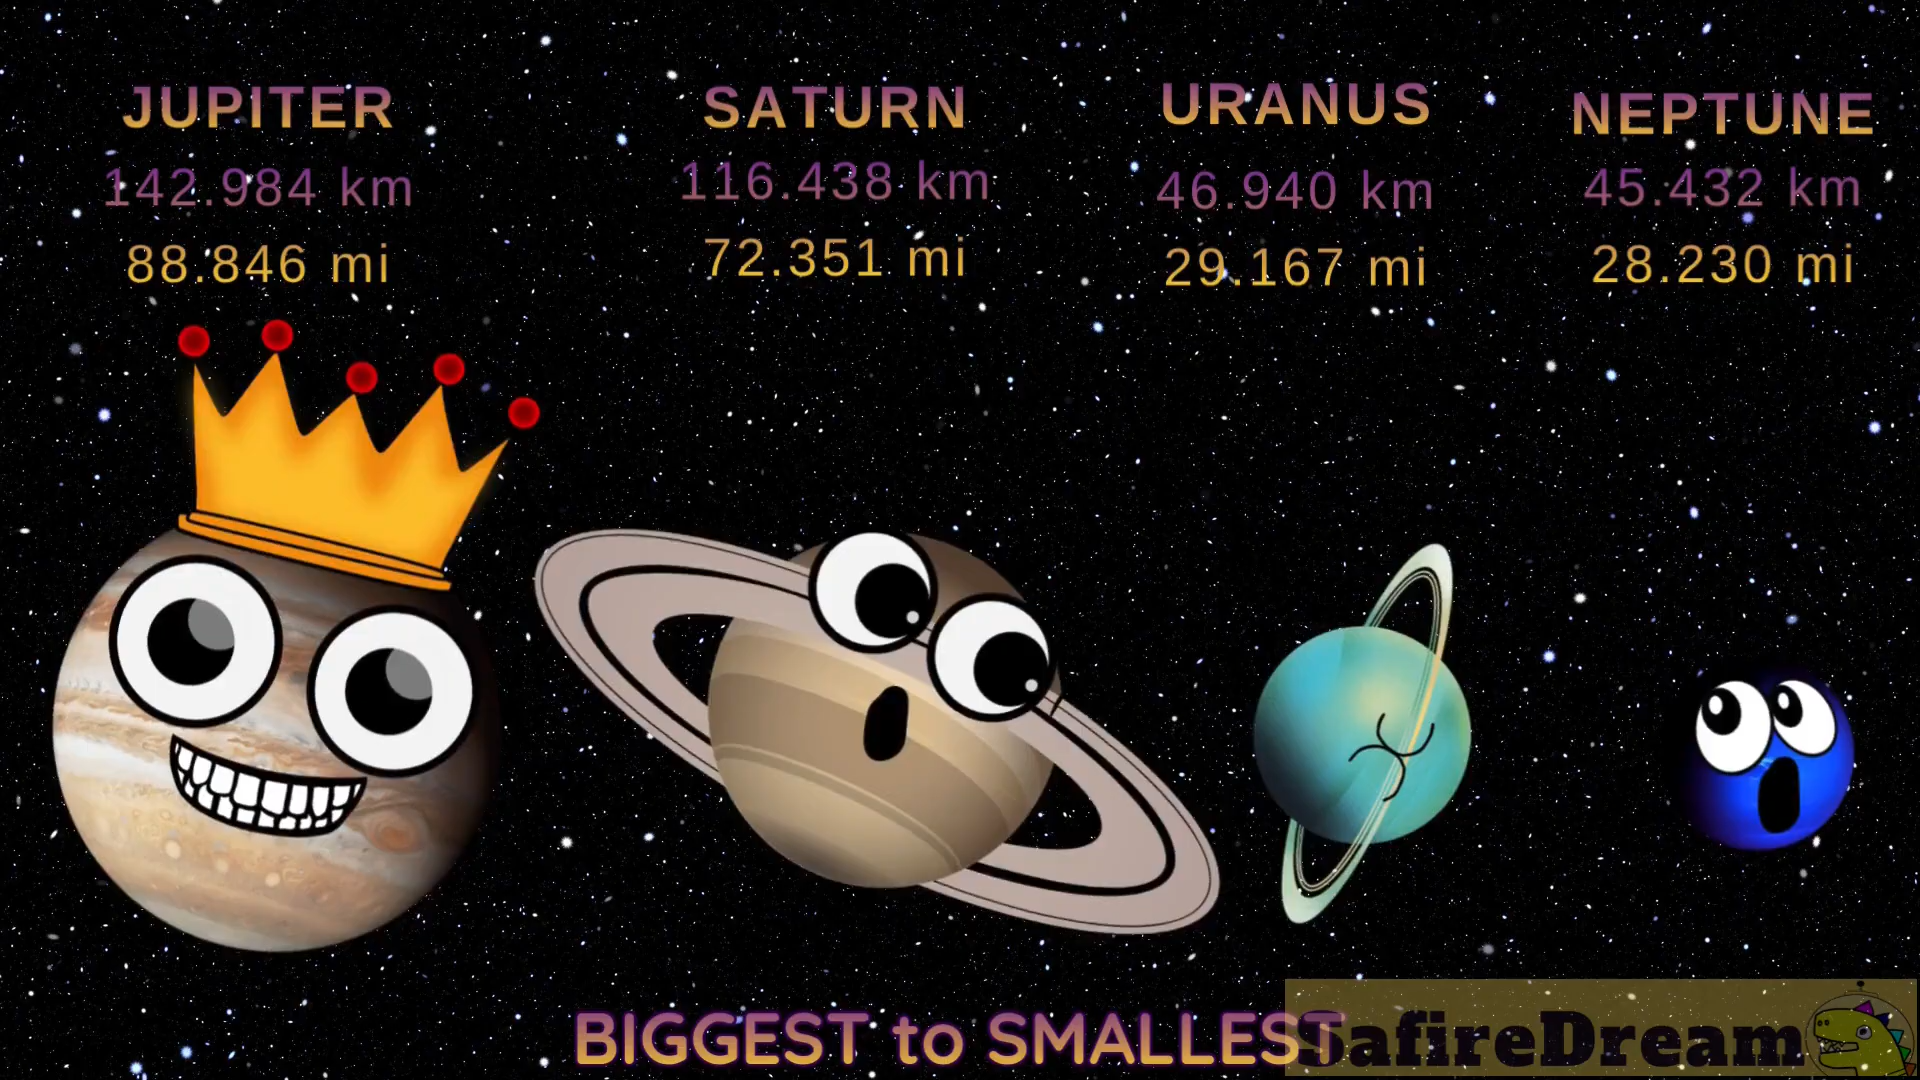 JUPITER
142.984 km
88.846 mi
SATURN
116.438 km
72.351 mi
URANUS
46.940 km
29.167 mi
NEPTUNE
45.432 km
28.230 mi
BIGGEST to SMALLEST
SafireDream